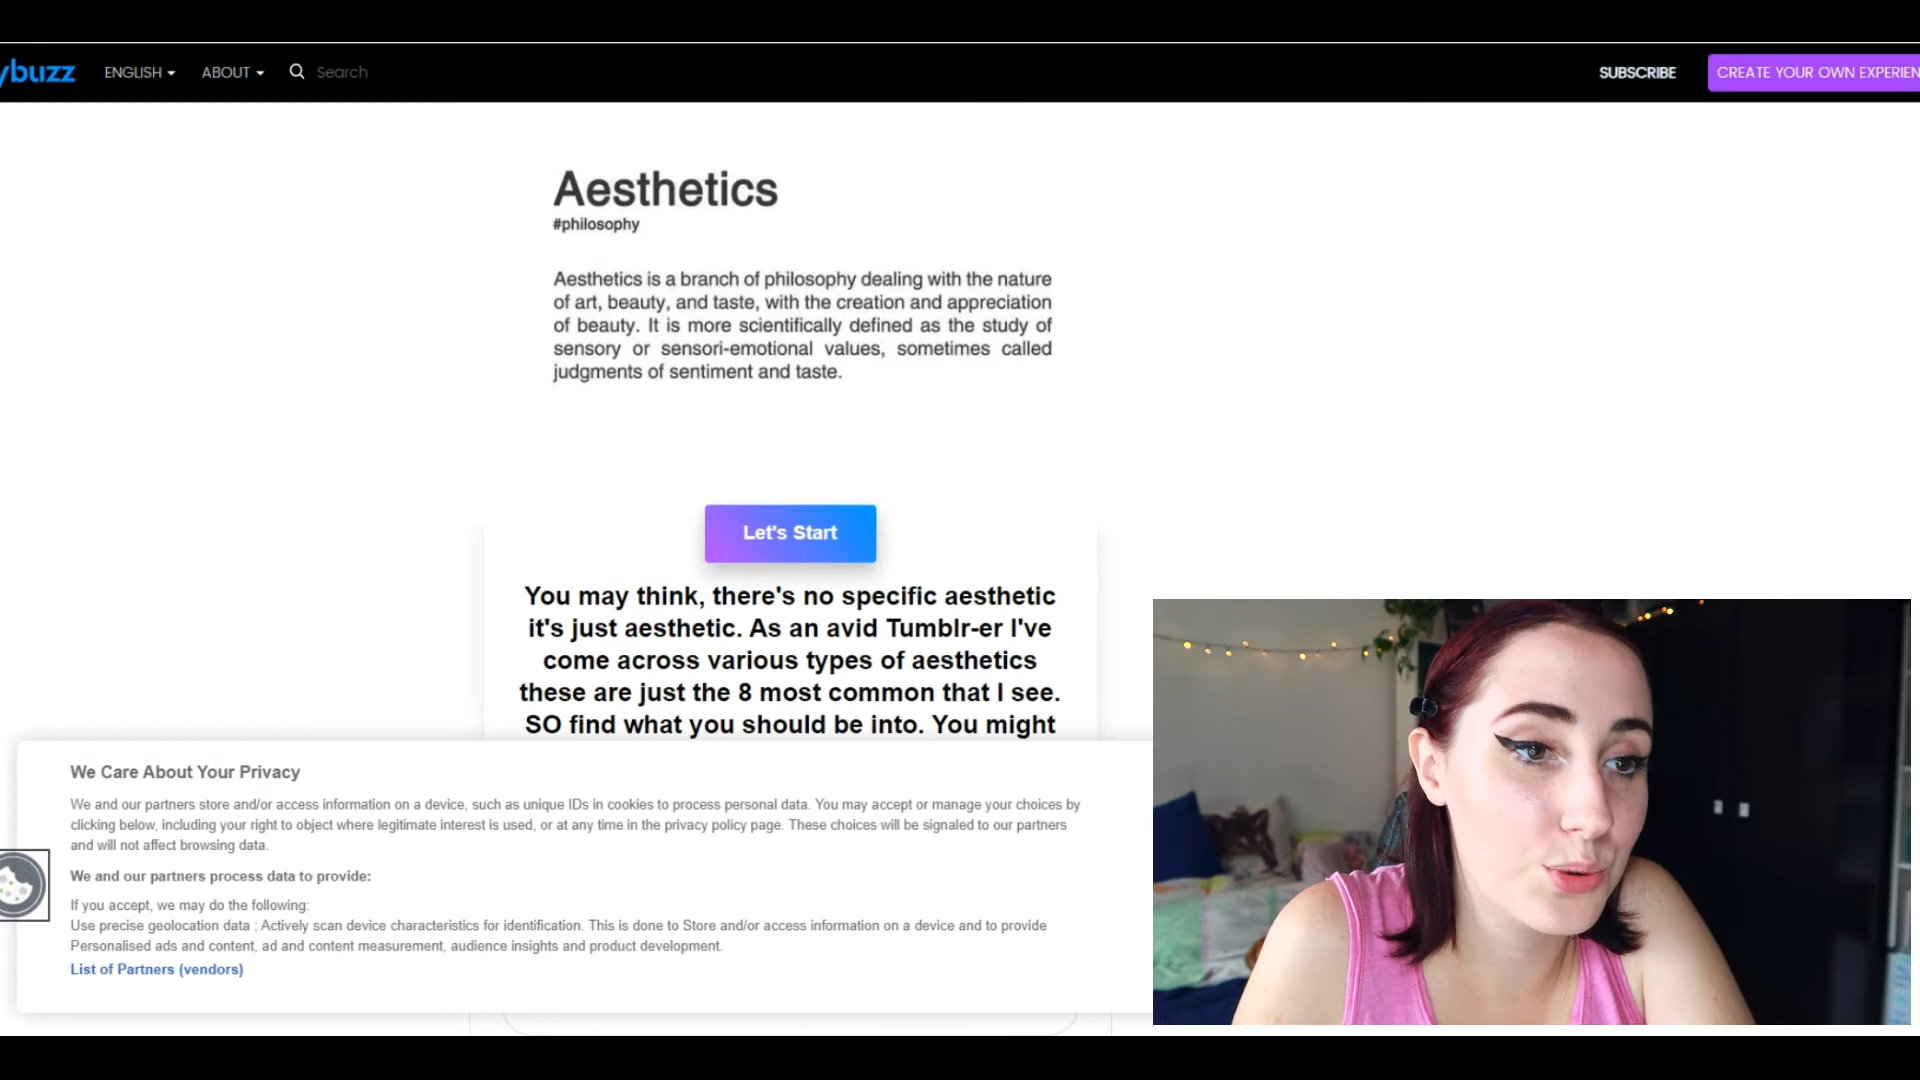 ybuzz
ENGLISH
ABOUT
Search
SUBSCRIBE
CREATE YOUR OWN EXPERIEN
Aesthetics
#philosophy
Aesthetics is a branch of philosophy dealing with the nature
of art, beauty, and taste, with the creation and appreciation
of beauty. It is more scientifically defined as the study of
sensory or sensori-emotional values, sometimes called
judgments of sentiment and taste.
Let's Start
You may think, there's no specific aesthetic
it's just aesthetic. As an avid Tumblr-er I've
come across various types of aesthetics
these are just the 8 most common that I see.
SO find what you should be into. You might
We Care About Your Privacy
We and our partners store and/or access information on a device, such as unique IDs in cookies to process personal data. You may accept or manage your choices by
clicking below, including your right to object where legitimate interest is used, or at any time in the privacy policy page. These choices will be signaled to our partners
and will not affect browsing data.
We and our partners process data to provide:
If you accept, we may do the following:
Use precise geolocation data ; Actively scan device characteristics for identification. This is done to Store and/or access information on a device and to provide
Personalised ads and content, ad and content measurement, audience insights and product development.
List of Partners (vendors)